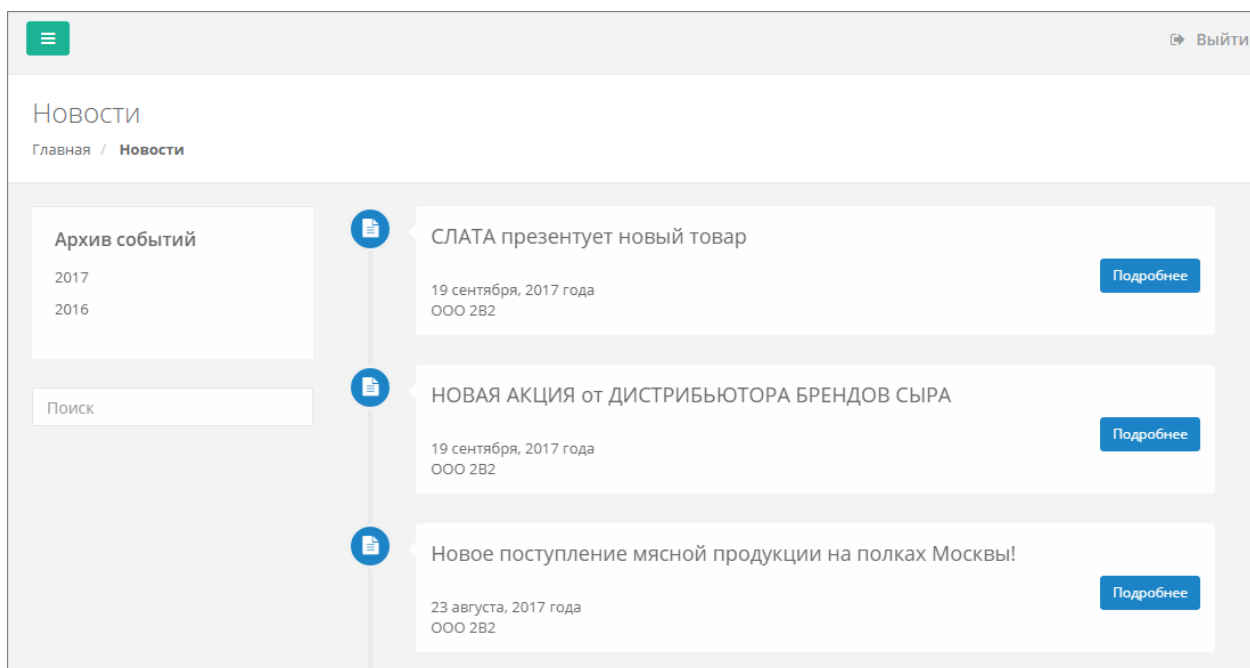 Выйти
Новости
Главная / Новости
Архив событий
2017
2016
Поиск
СЛАТА презентует новый товар
Подробнее
19 сентября, 2017 года
ООО 2В2
НОВАЯ АКЦИЯ от ДИСТРИБЬЮТОРА БРЕНДОВ СЫРА
Подробнее
19 сентября, 2017 года
ООО 2В2
Новое поступление мясной продукции на полках Москвы!
Подробнее
23 августа, 2017 года
ООО 2В2